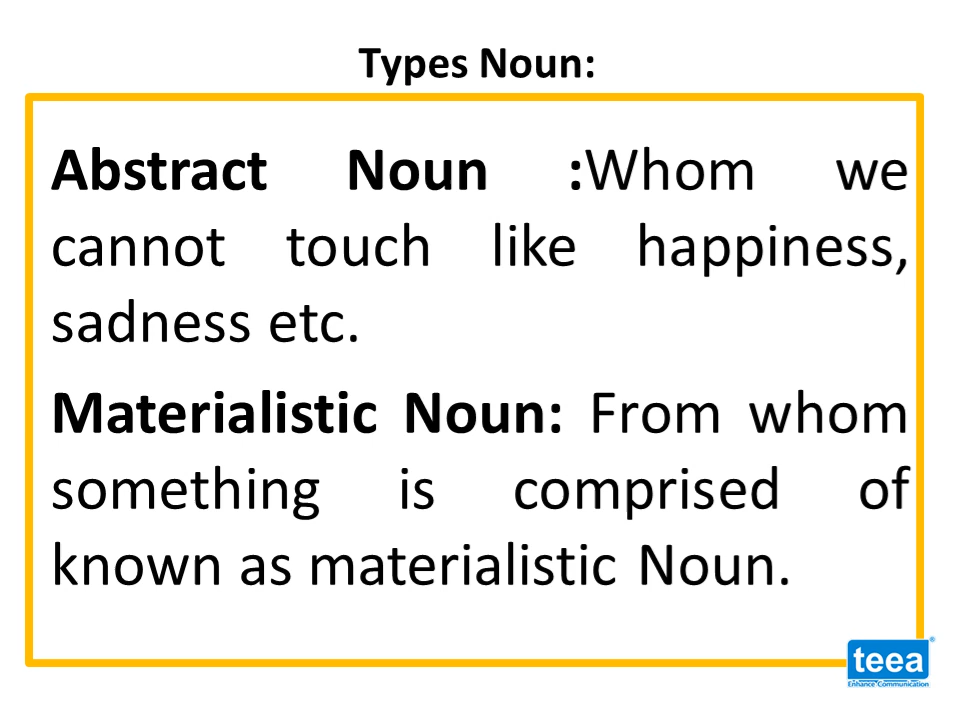 Types Noun:
Abstract Noun :Whom we
cannot touch like happiness,
sadness etc.
Materialistic Noun: From whom
something is comprised of
known as materialistic Noun.
teea®
Enhance Communication